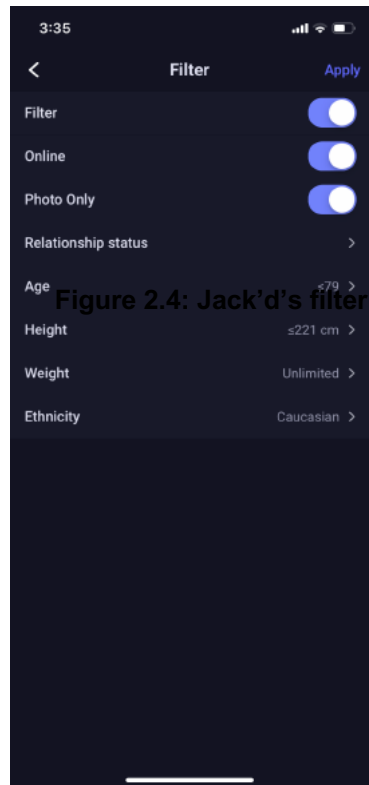 3:35
Filter Apply
Filter
Online
Photo Only
Relationship status >
Age ≤79 >
Figure 2.4: Jack'd's filter
Height ≤221 cm >
Weight Unlimited >
Ethnicity Caucasian >